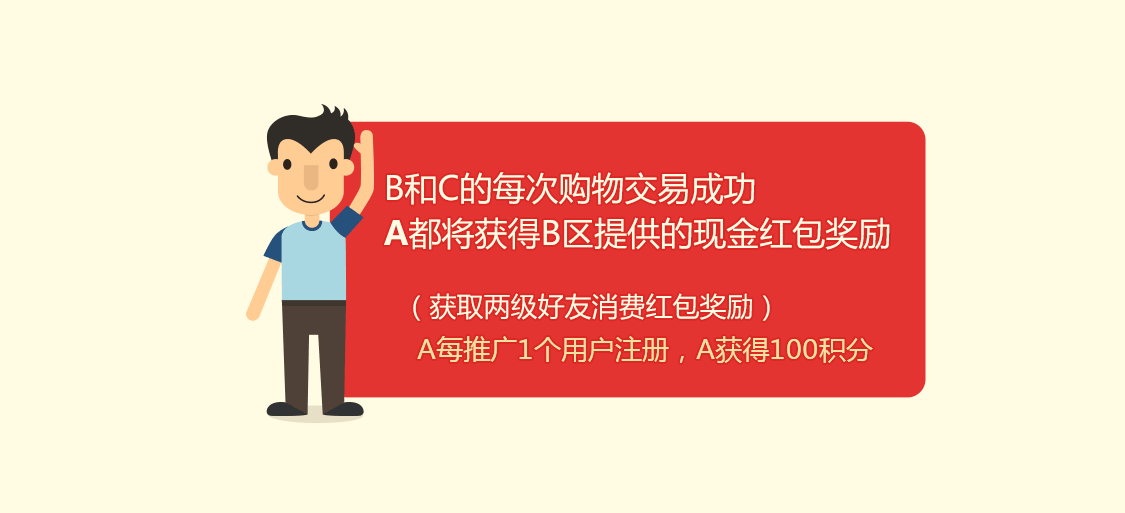 B和C的每次购物交易成功
A都将获得B区提供的现金红包奖励
（获取两级好友消费红包奖励）
A每推广1个用户注册，A获得100积分